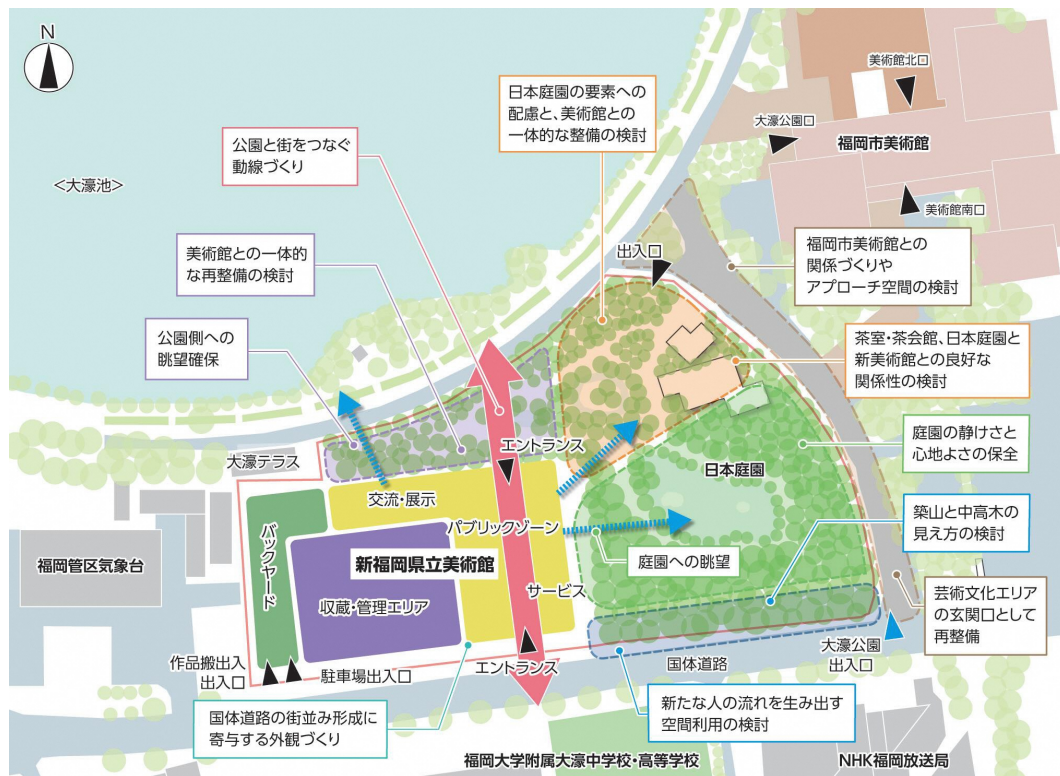 N
<大濠池>
公園と街をつなぐ
動線づくり
日本庭園の要素への
配慮と、美術館との
一体的な整備の検討
美術館北口
大濠公園口
福岡市美術館
美術館南口
美術館との一体的
な再整備の検討
出入口
福岡市美術館との
関係づくりや
アプローチ空間の検討
公園側への
眺望確保
茶室・茶会館、日本庭園と
新美術館との良好な
関係性の検討
大濠テラス
エントランス
日本庭園
庭園の静けさと
心地よさの保全
交流・展示
パブリックゾーン
築山と中高木の
見え方の検討
バックヤード
福岡管区気象台
新福岡県立美術館
庭園への眺望
収蔵・管理エリア
サービス
芸術文化エリア
の玄関口として
再整備
作品搬出入
出入口
駐車場出入口
エントランス
国体道路
大濠公園
出入口
国体道路の街並み形成に
寄与する外観づくり
新たな人の流れを生み出す
空間利用の検討
福岡大学附属大濠中学校・高等学校
NHK福岡放送局